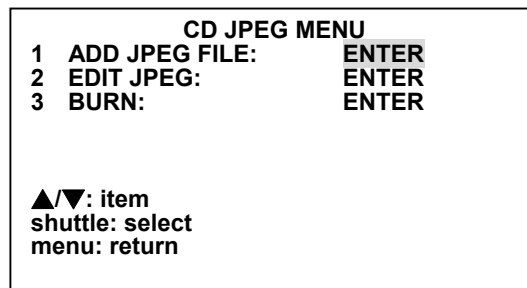 CD JPEG MENU
1 ADD JPEG FILE: ENTER
2 EDIT JPEG: ENTER
3 BURN: ENTER
▲/▼: item
shuttle: select
menu: return